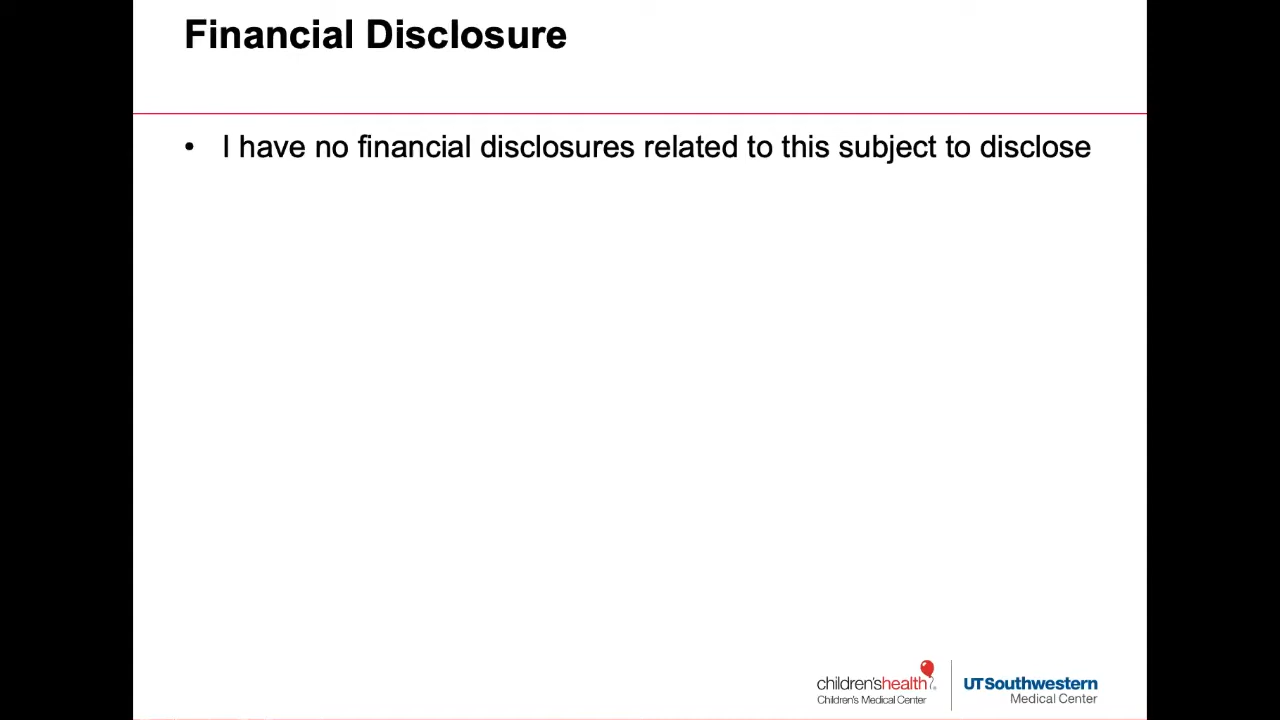 Financial Disclosure
• I have no financial disclosures related to this subject to disclose
children'shealth®
Children's Medical Center
UTSouthwestern
Medical Center